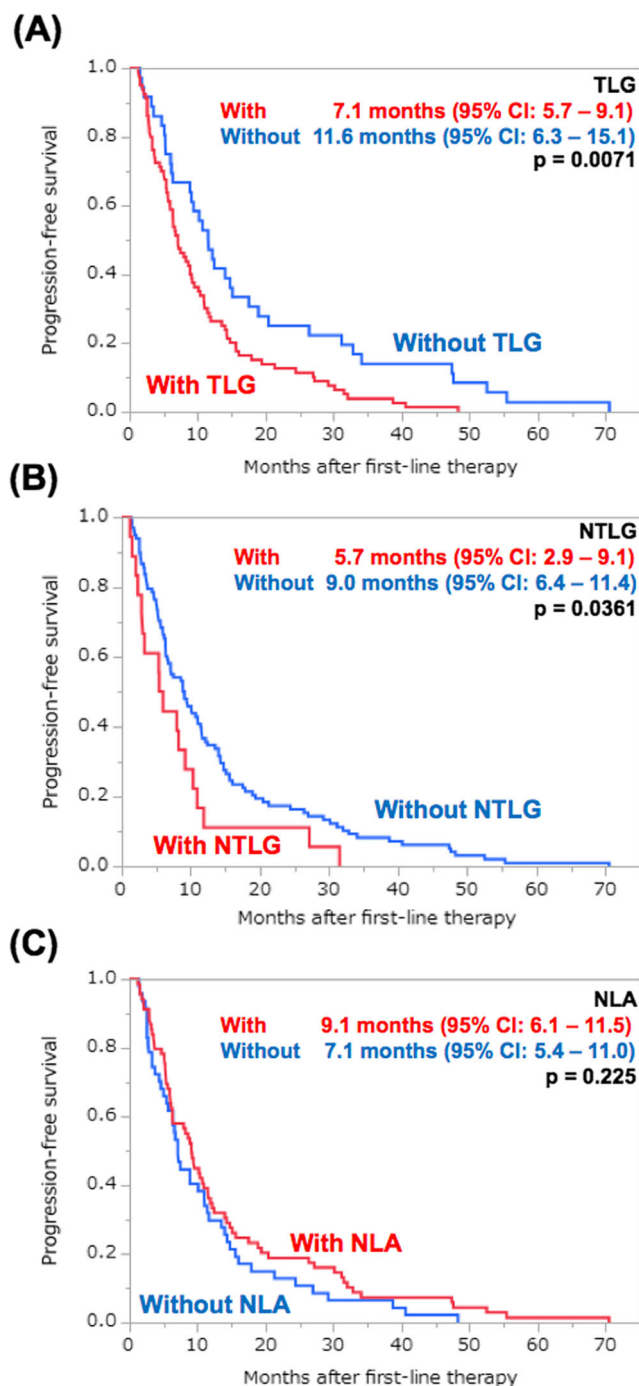 (A)
Progression-free survival
1.0
0.8
0.6
0.4
0.2
0.0
TLG
With 7.1 months (95% CI: 5.7 – 9.1)
Without 11.6 months (95% CI: 6.3 – 15.1)
p = 0.0071
Without TLG
With TLG
0 10 20 30 40 50 60 70
Months after first-line therapy
(B)
Progression-free survival
1.0
0.8
0.6
0.4
0.2
0.0
NTLG
With 5.7 months (95% CI: 2.9 – 9.1)
Without 9.0 months (95% CI: 6.4 – 11.4)
p = 0.0361
Without NTLG
With NTLG
0 10 20 30 40 50 60 70
Months after first-line therapy
(C)
Progression-free survival
1.0
0.8
0.6
0.4
0.2
0.0
NLA
With 9.1 months (95% CI: 6.1 – 11.5)
Without 7.1 months (95% CI: 5.4 – 11.0)
p = 0.225
With NLA
Without NLA
0 10 20 30 40 50 60 70
Months after first-line therapy